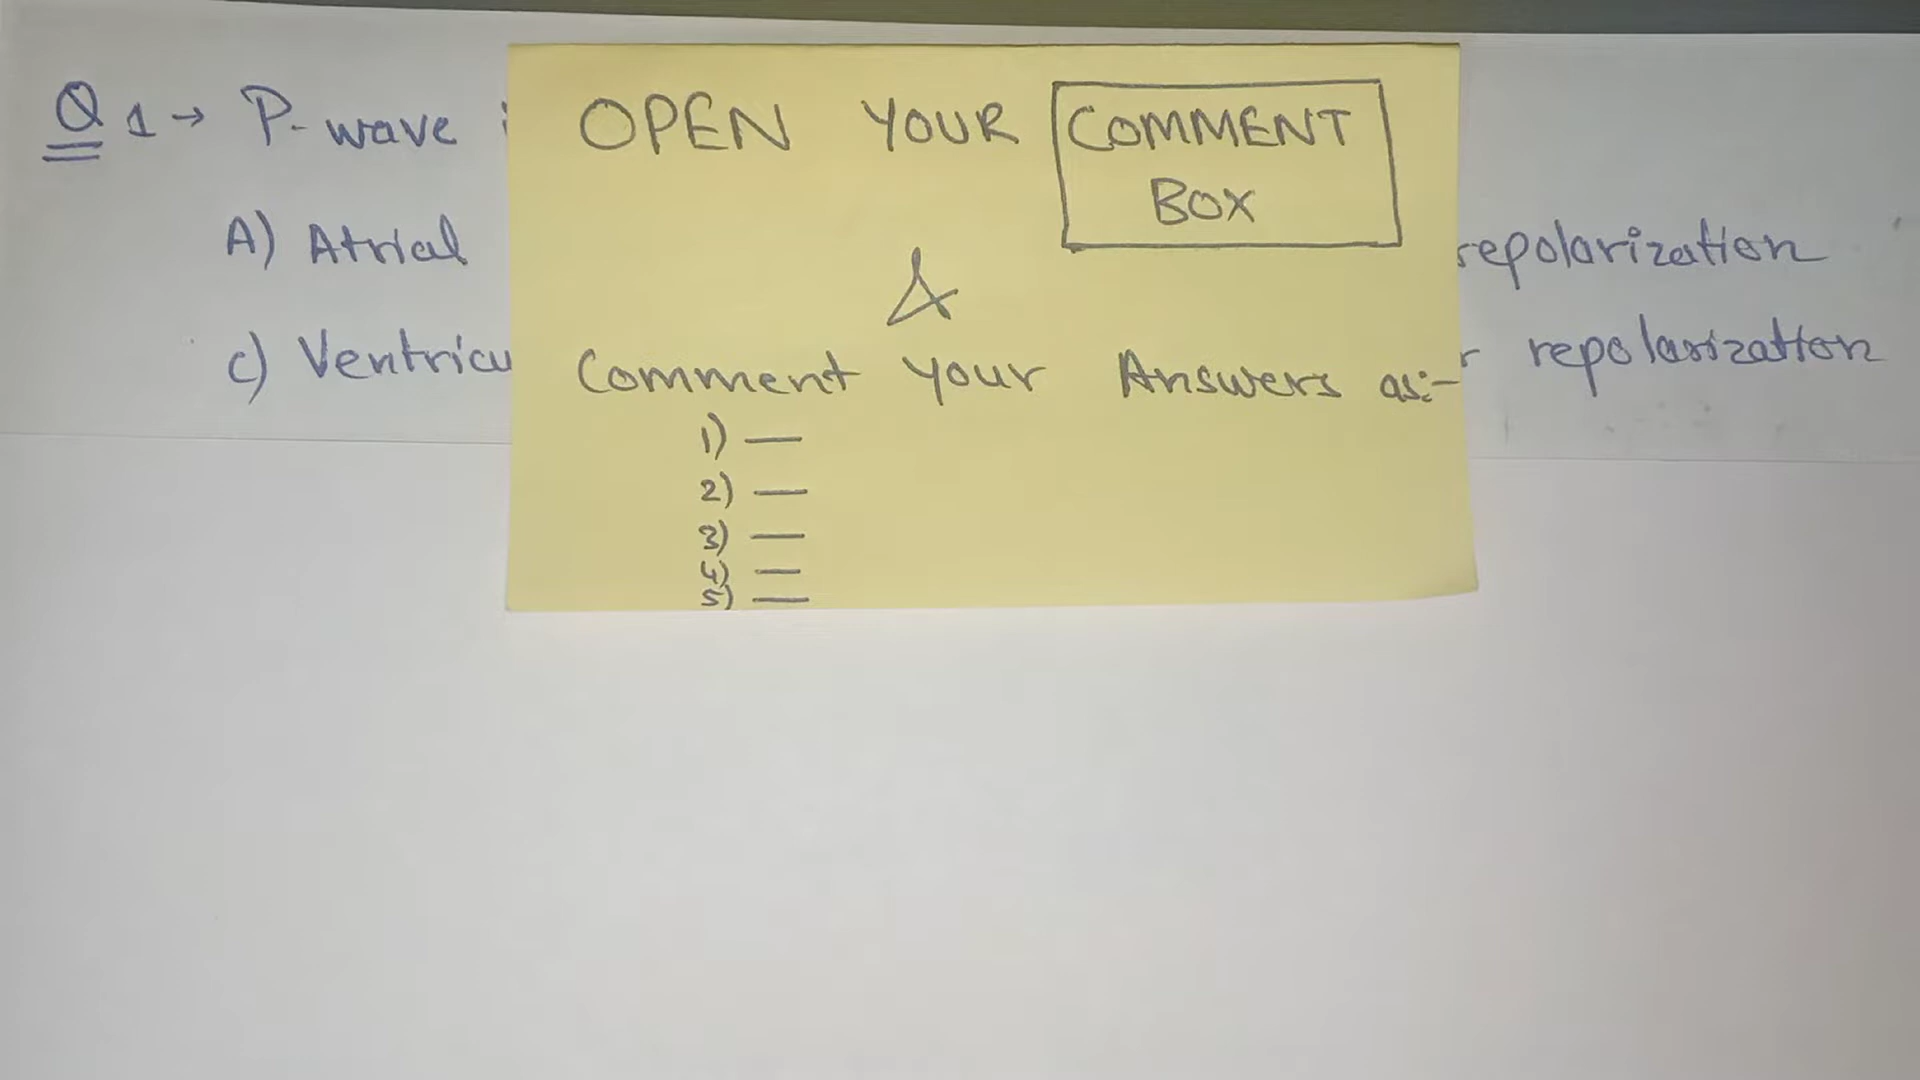 Q 1 → P-wave
A) Atrial
repolarization
C) Ventricu
repolarization
OPEN YOUR COMMENT
BOX
&
Comment your Answers as:-
1) —
2) —
3) —
4) —
5) —